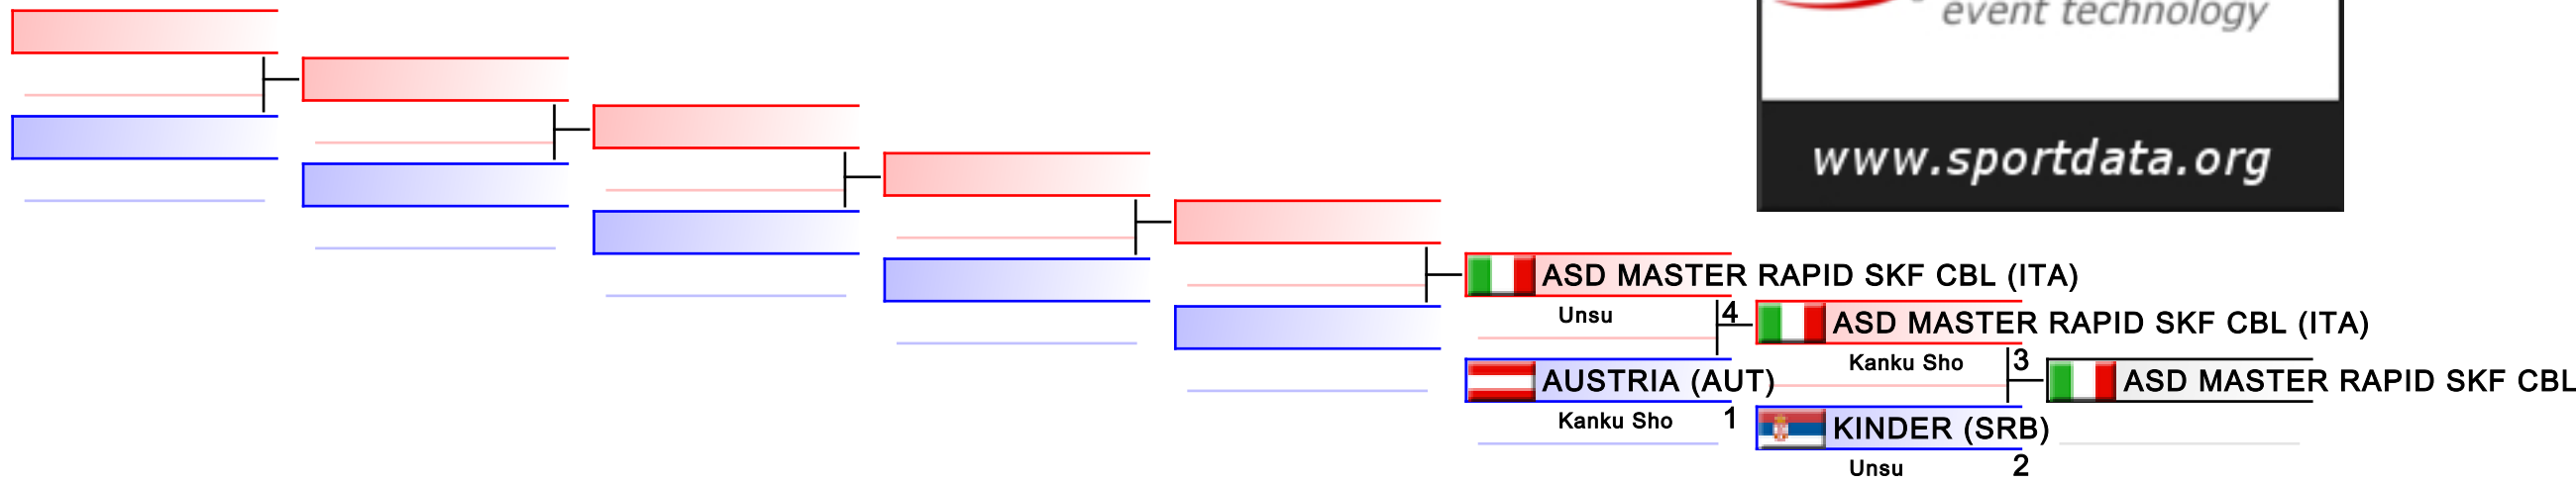 event technology
www.sportdata.org
ASD MASTER RAPID SKF CBL (ITA)
Unsu
4
ASD MASTER RAPID SKF CBL (ITA)
Kanku Sho
3
AUSTRIA (AUT)
ASD MASTER RAPID SKF CBL
Kanku Sho
1
KINDER (SRB)
Unsu
2